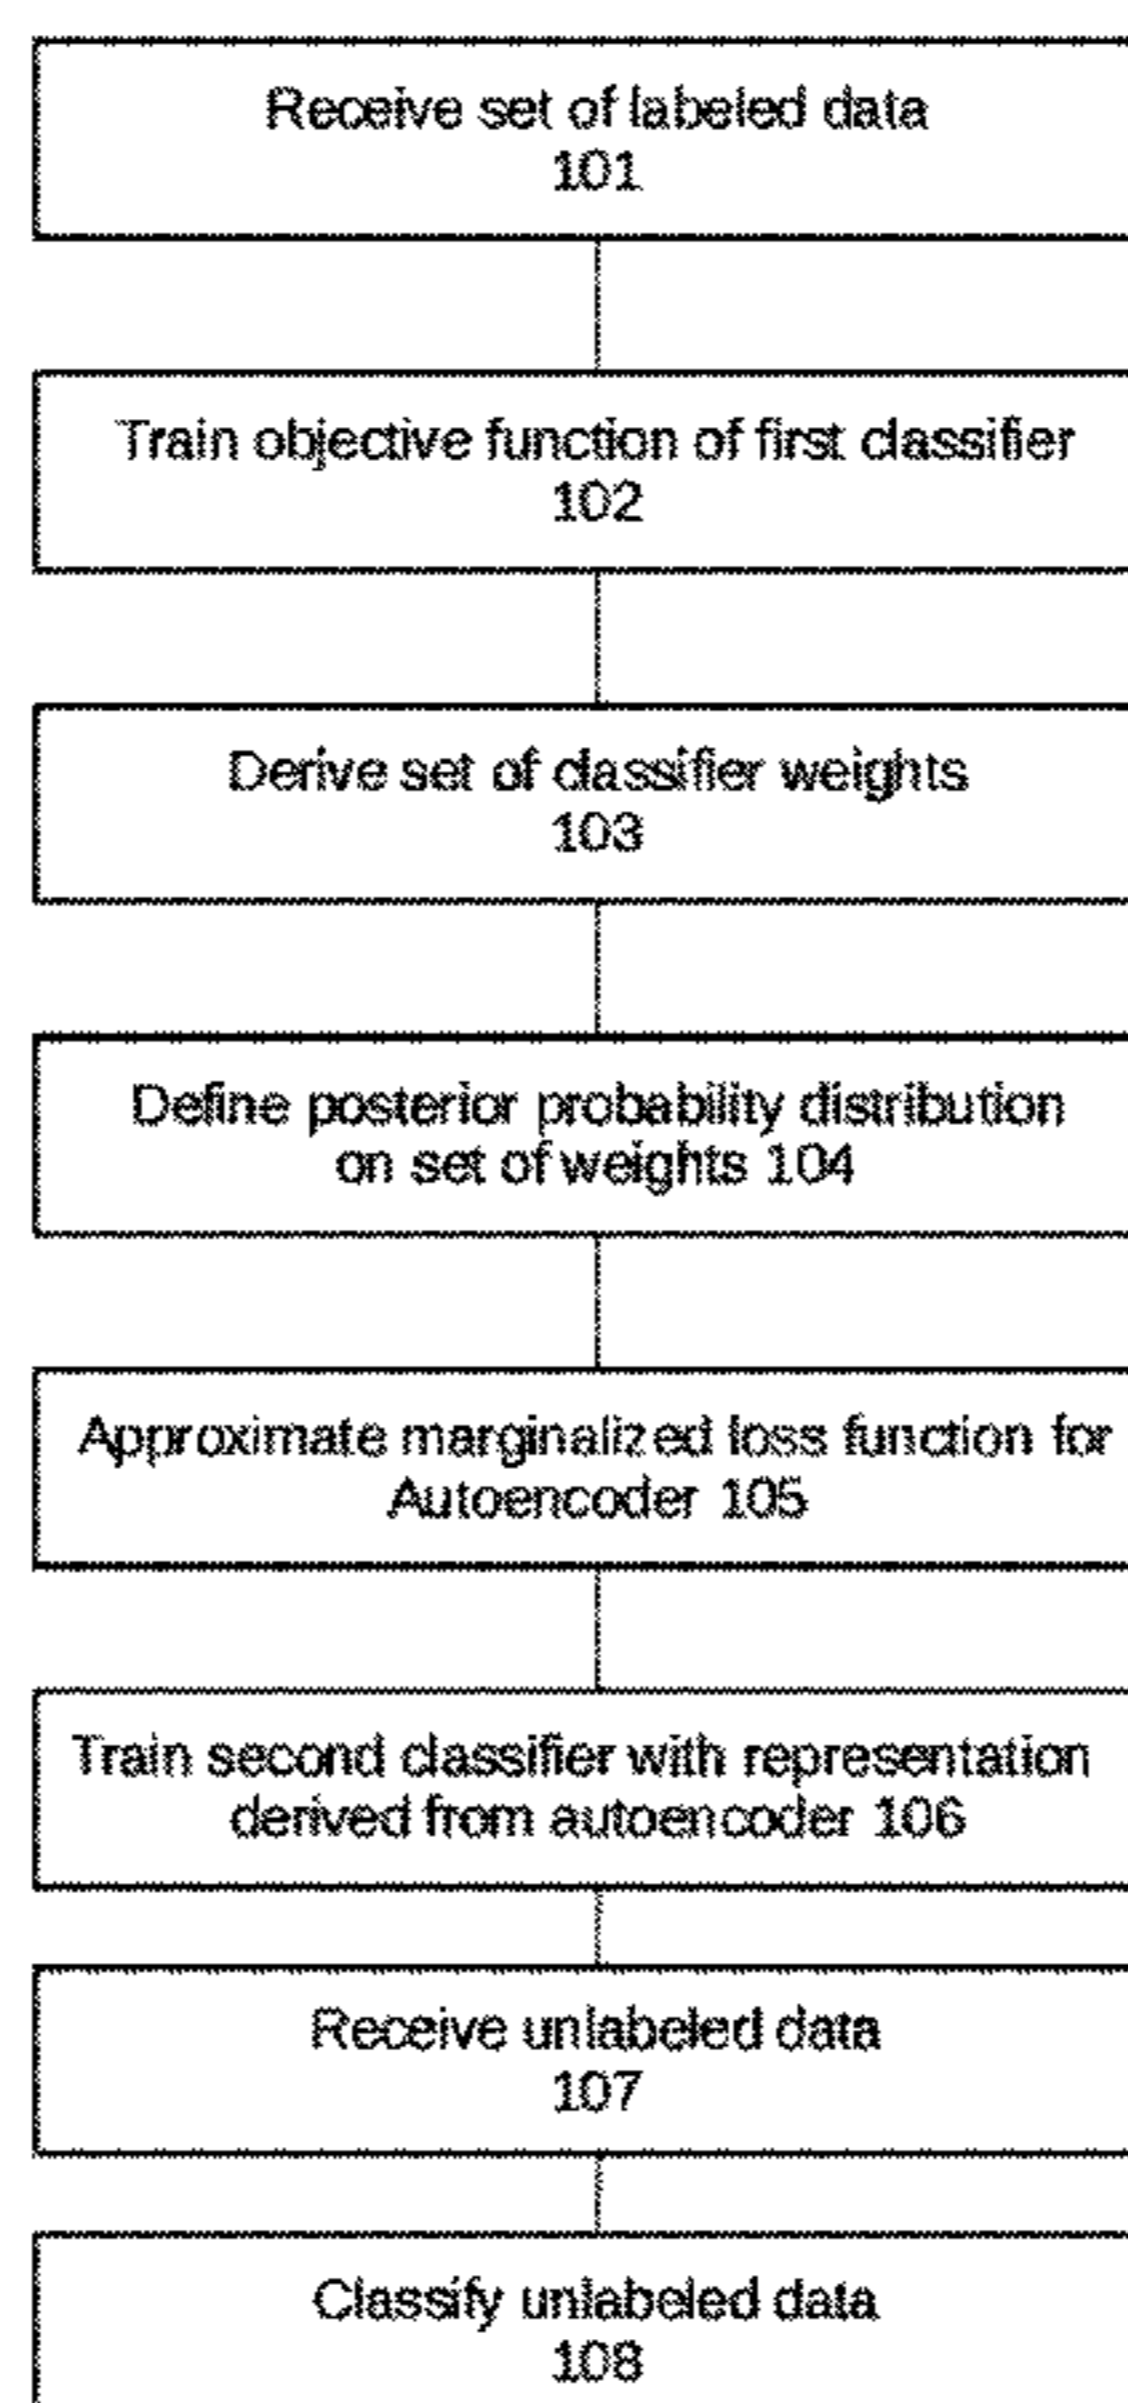 Receive set of labeled data
101
Train objective function of first classifier
102
Derive set of classifier weights
103
Define posterior probability distribution
on set of weights 104
Approximate marginalized loss function for
Autoencoder 105
Train second classifier with representation
derived from autoencoder 106
Receive unlabeled data
107
Classify unlabeled data
108